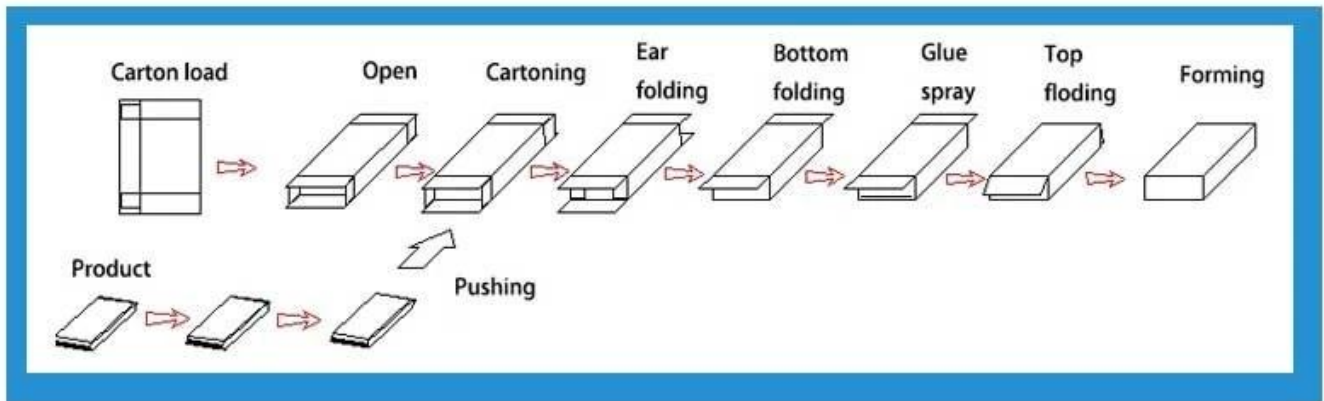 Carton load
Open
Cartoning
Ear
folding
Bottom
folding
Glue
spray
Top
floding
Forming
Product
Pushing